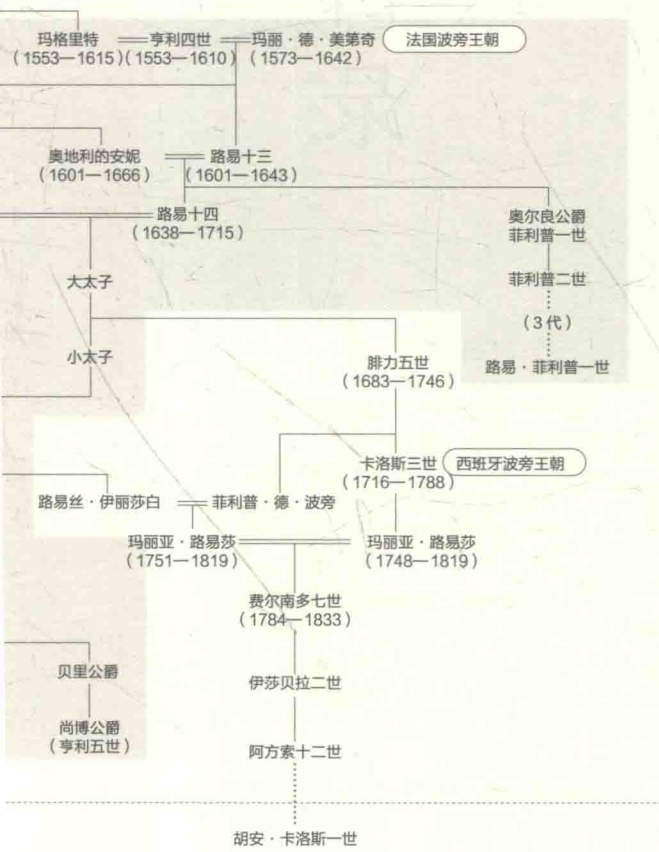 玛格里特 亨利四世 玛丽·德·美第奇 法国波旁王朝
(1553—1615)(1553—1610) (1573—1642)
奥地利的安妮 路易十三
(1601—1666) (1601—1643)
路易十四 奥尔良公爵
(1638—1715) 菲利普一世
大太子 菲利普二世
(3代)
小太子 腓力五世 路易·菲利普一世
(1683—1746)
卡洛斯三世 西班牙波旁王朝
(1716—1788)
路易丝·伊丽莎白 菲利普·德·波旁
玛丽亚·路易莎 玛丽亚·路易莎
(1751—1819) (1748—1819)
费尔南多七世
(1784—1833)
贝里公爵 伊莎贝拉二世
尚博公爵
(亨利五世) 阿方索十二世
胡安·卡洛斯一世